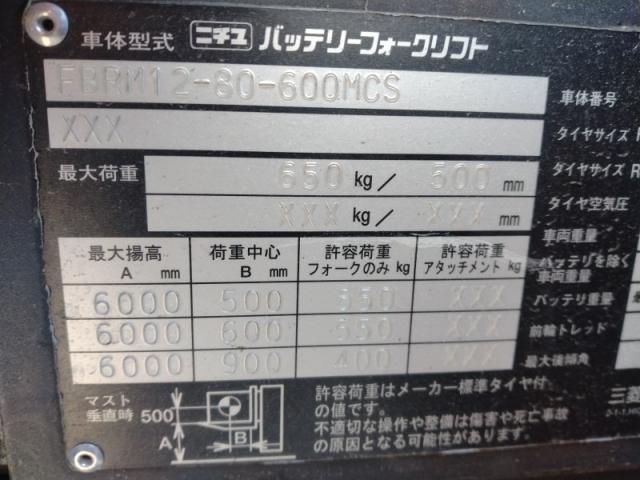 車体型式 ニチユ バッテリーフォークリフト
FBRM12-80-600MCS
車体番号
XXX
タイヤサイズ
最大荷重 650 kg/ 500 mm
タイヤサイズ R
XXX kg/ XXX mm
タイヤ空気圧
車両重量
最大揚高 荷重中心 許容荷重 許容荷重
A mm B mm フォークのみ kg アタッチメント kg
バッテリを除く
車両重量
6000 500 650 XXX
バッテリ重量
6000 600 550 XXX
前輪トレッド
6000 900 400 XXX
最大後傾角
マスト
垂直時 500
A B
許容荷重はメーカー標準タイヤ付
の値です。
不適切な操作や整備は傷害や死亡事故
の原因となる可能性があります。
三菱